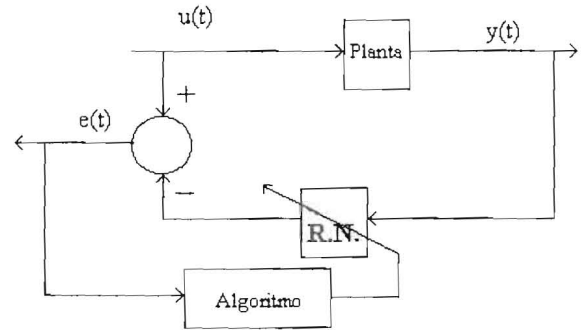 u(t)
Planta
y(t)
+
e(t)
−
R.N.
Algoritmo